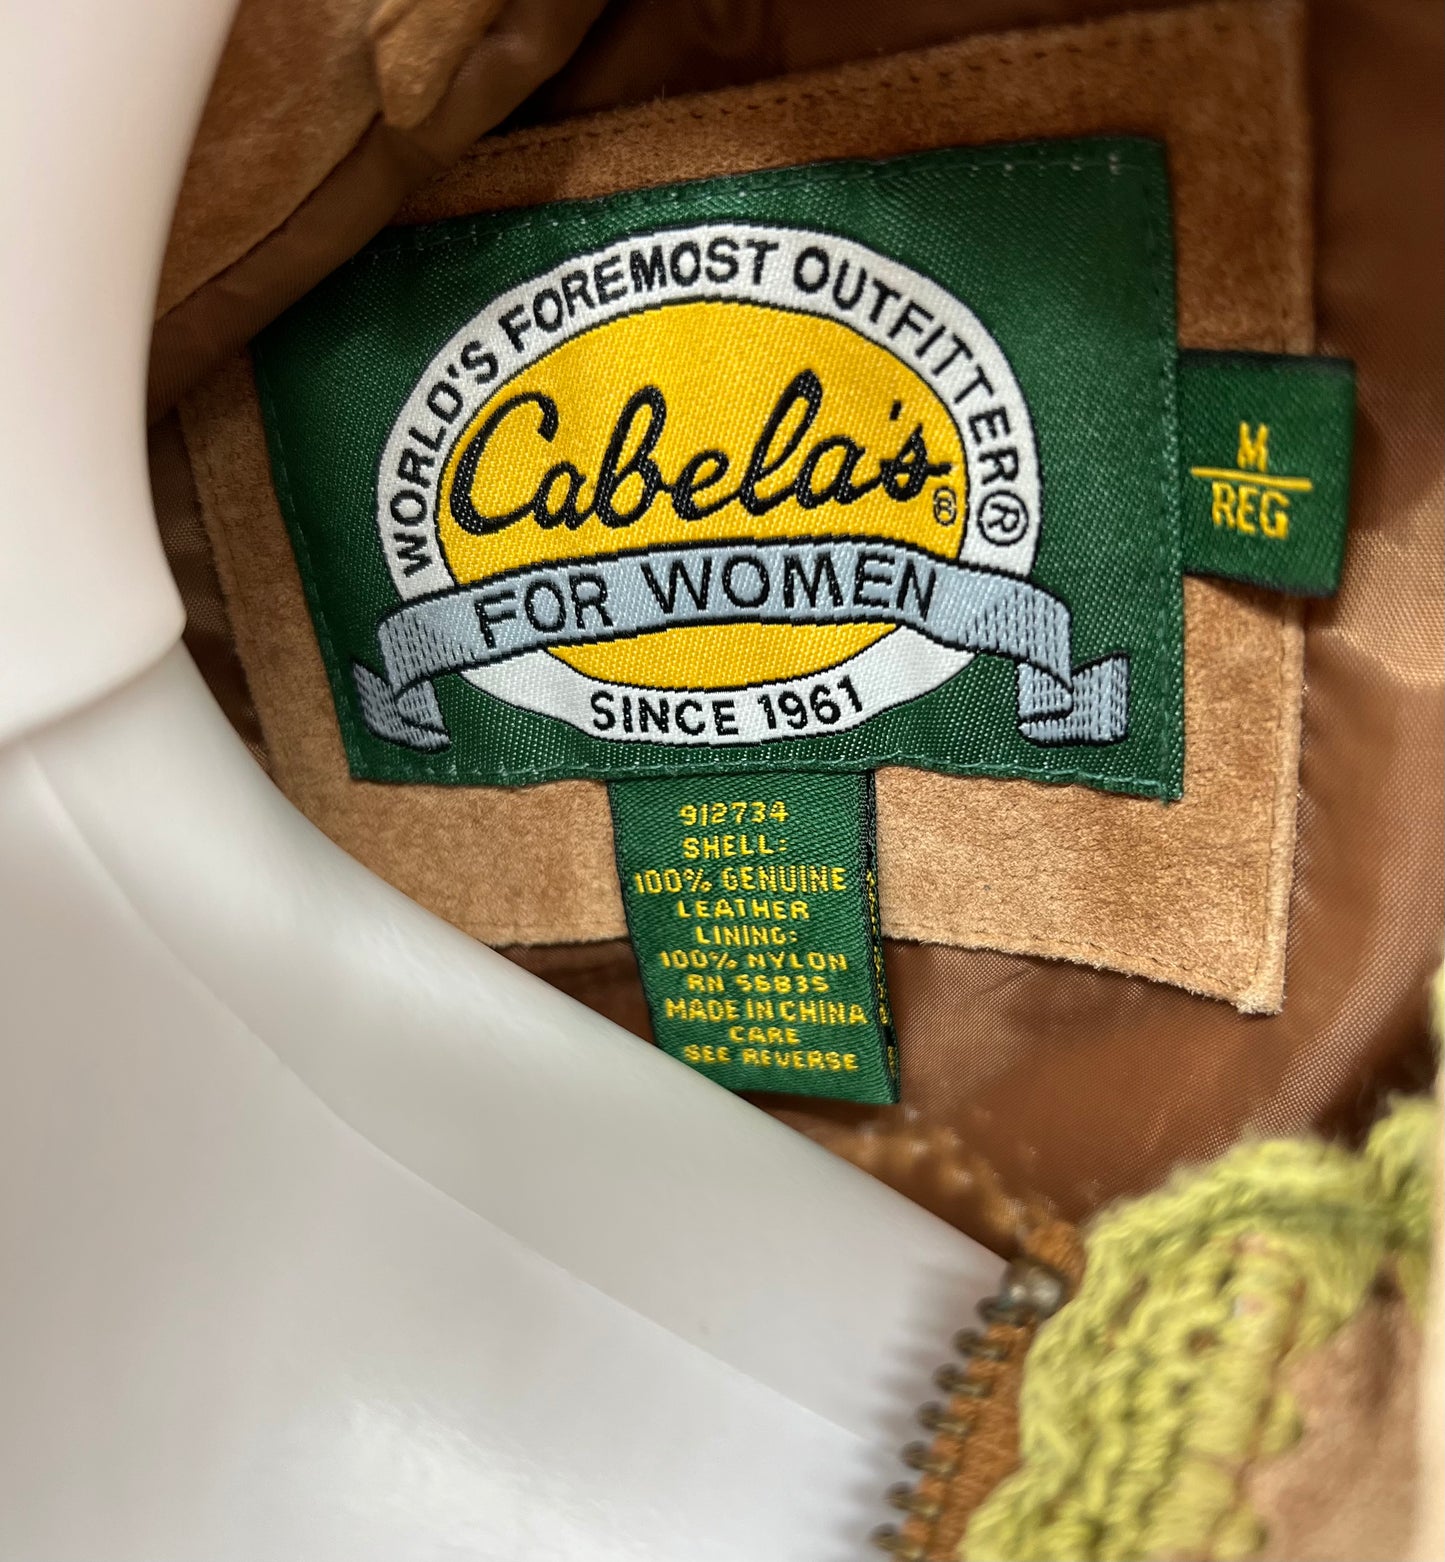 WORLD'S FOREMOST OUTFITTER®
Cabela's®
FOR WOMEN
SINCE 1961
M
REG
912734
SHELL:
100% GENUINE
LEATHER
LINING:
100% NYLON
RN 56835
MADE IN CHINA
CARE
SEE REVERSE